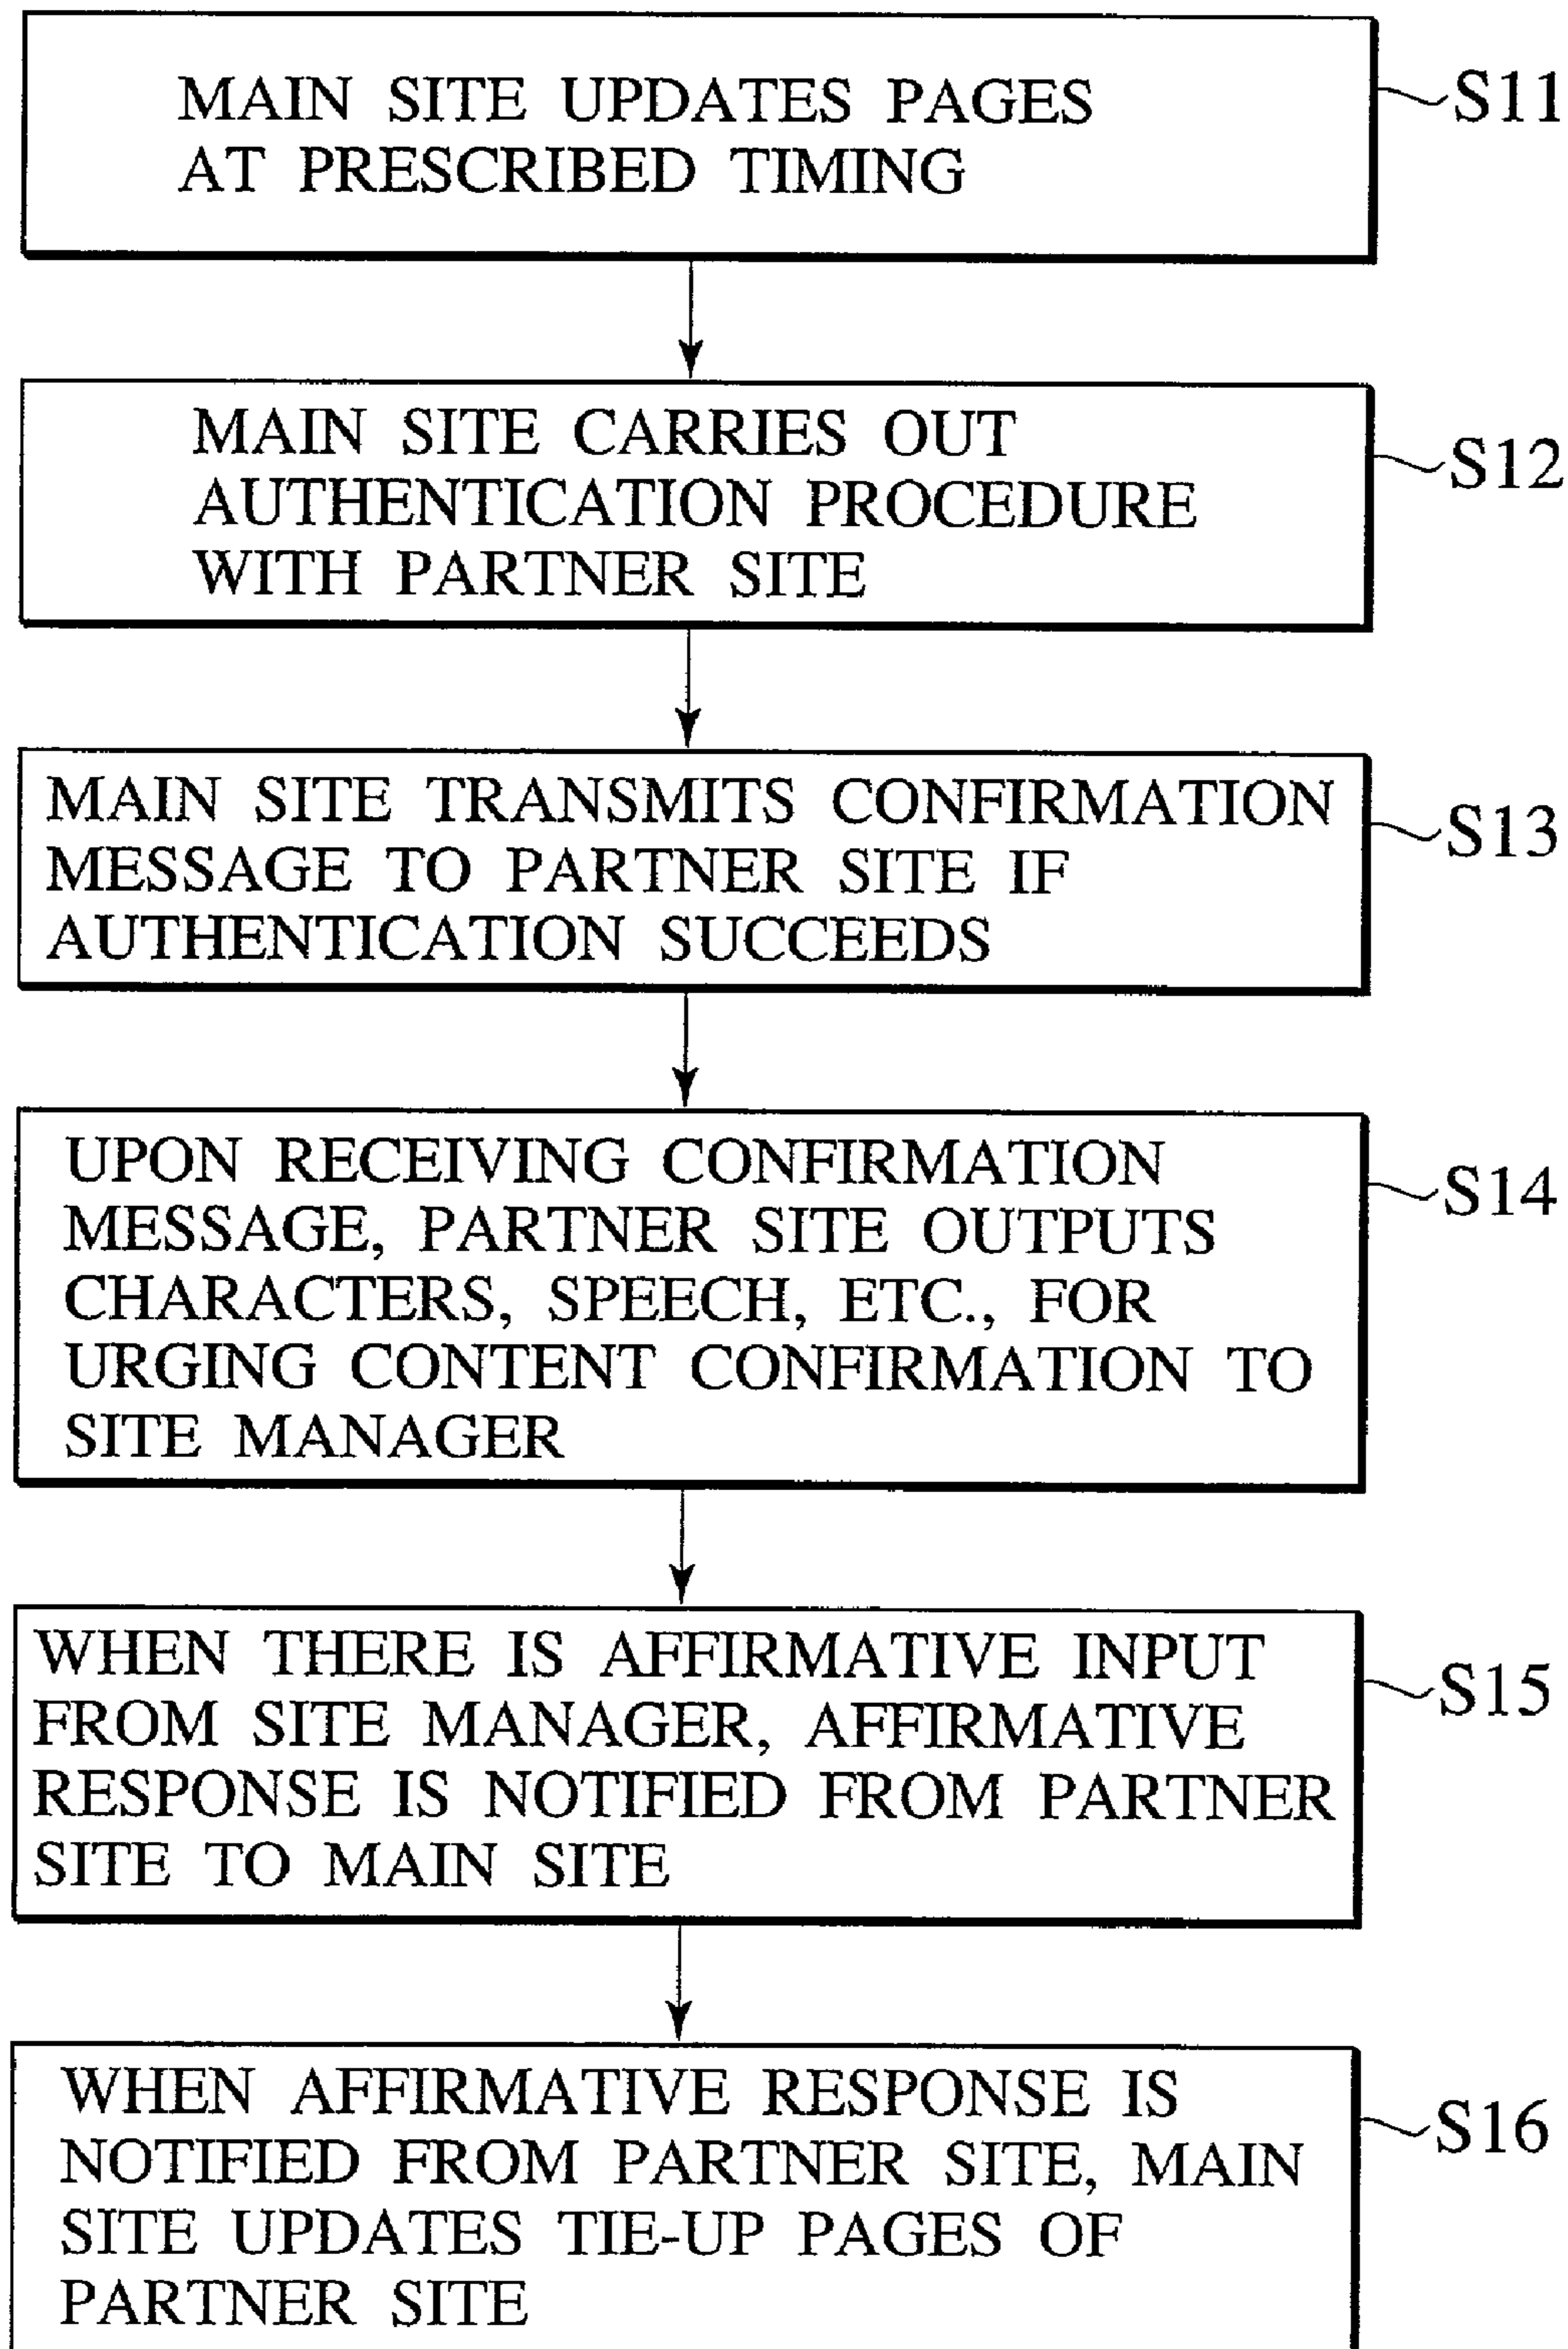 MAIN SITE UPDATES PAGES
AT PRESCRIBED TIMING
S11
MAIN SITE CARRIES OUT
AUTHENTICATION PROCEDURE
WITH PARTNER SITE
S12
MAIN SITE TRANSMITS CONFIRMATION
MESSAGE TO PARTNER SITE IF
AUTHENTICATION SUCCEEDS
S13
UPON RECEIVING CONFIRMATION
MESSAGE, PARTNER SITE OUTPUTS
CHARACTERS, SPEECH, ETC., FOR
URGING CONTENT CONFIRMATION TO
SITE MANAGER
S14
WHEN THERE IS AFFIRMATIVE INPUT
FROM SITE MANAGER, AFFIRMATIVE
RESPONSE IS NOTIFIED FROM PARTNER
SITE TO MAIN SITE
S15
WHEN AFFIRMATIVE RESPONSE IS
NOTIFIED FROM PARTNER SITE, MAIN
SITE UPDATES TIE-UP PAGES OF
PARTNER SITE
S16